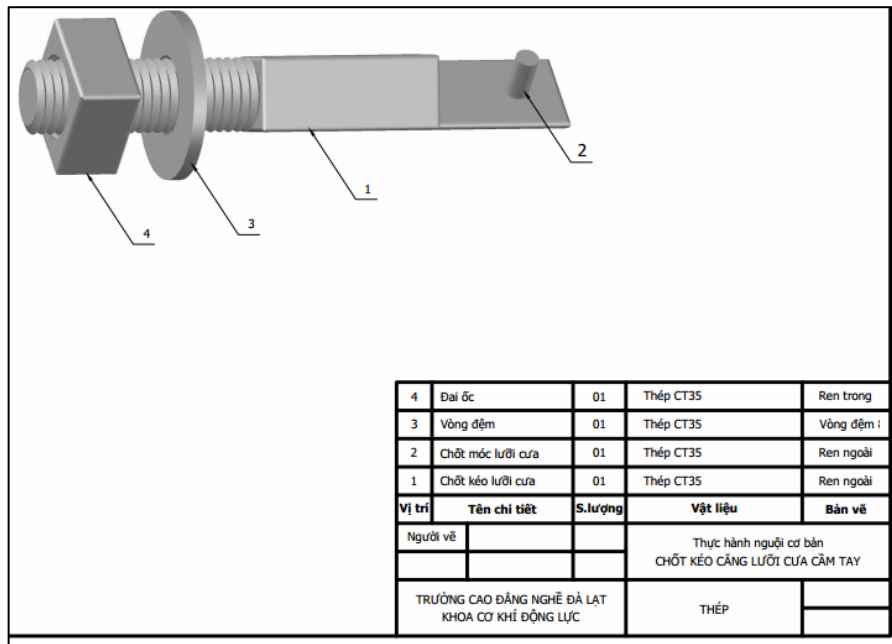 2
1
3
4
4 Đai ốc 01 Thép CT35 Ren trong
3 Vòng đệm 01 Thép CT35 Vòng đệm
2 Chốt móc lưỡi cưa 01 Thép CT35 Ren ngoài
1 Chốt kéo lưỡi cưa 01 Thép CT35 Ren ngoài
Vị trí Tên chi tiết S.lượng Vật liệu Bản vẽ
Người vẽ
Thực hành nguội cơ bản
CHỐT KÉO CĂNG LƯỠI CƯA CẦM TAY
TRƯỜNG CAO ĐẲNG NGHỀ ĐÀ LẠT
KHOA CƠ KHÍ ĐỘNG LỰC
THÉP